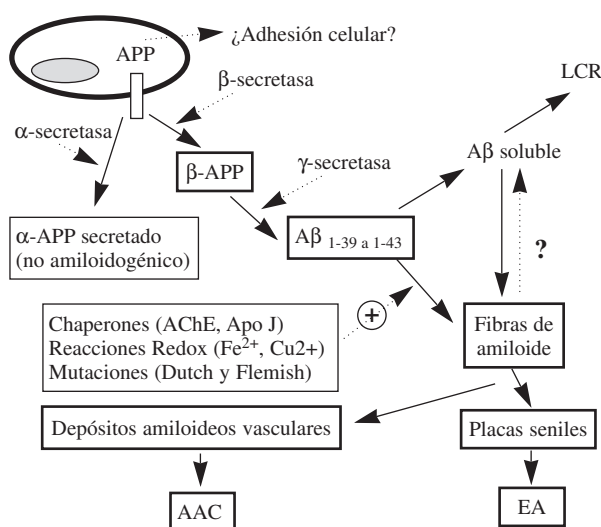 APP
¿Adhesión celular?
LCR
β-secretasa
α-secretasa
γ-secretasa
Aβ soluble
β-APP
α-APP secretado
(no amiloidogénico)
Aβ 1-39 a 1-43
?
Chaperones (AChE, Apo J)
Reacciones Redox (Fe²⁺, Cu2+)
Mutaciones (Dutch y Flemish)
+
Fibras de
amiloide
Depósitos amiloideos vasculares
Placas seniles
AAC
EA